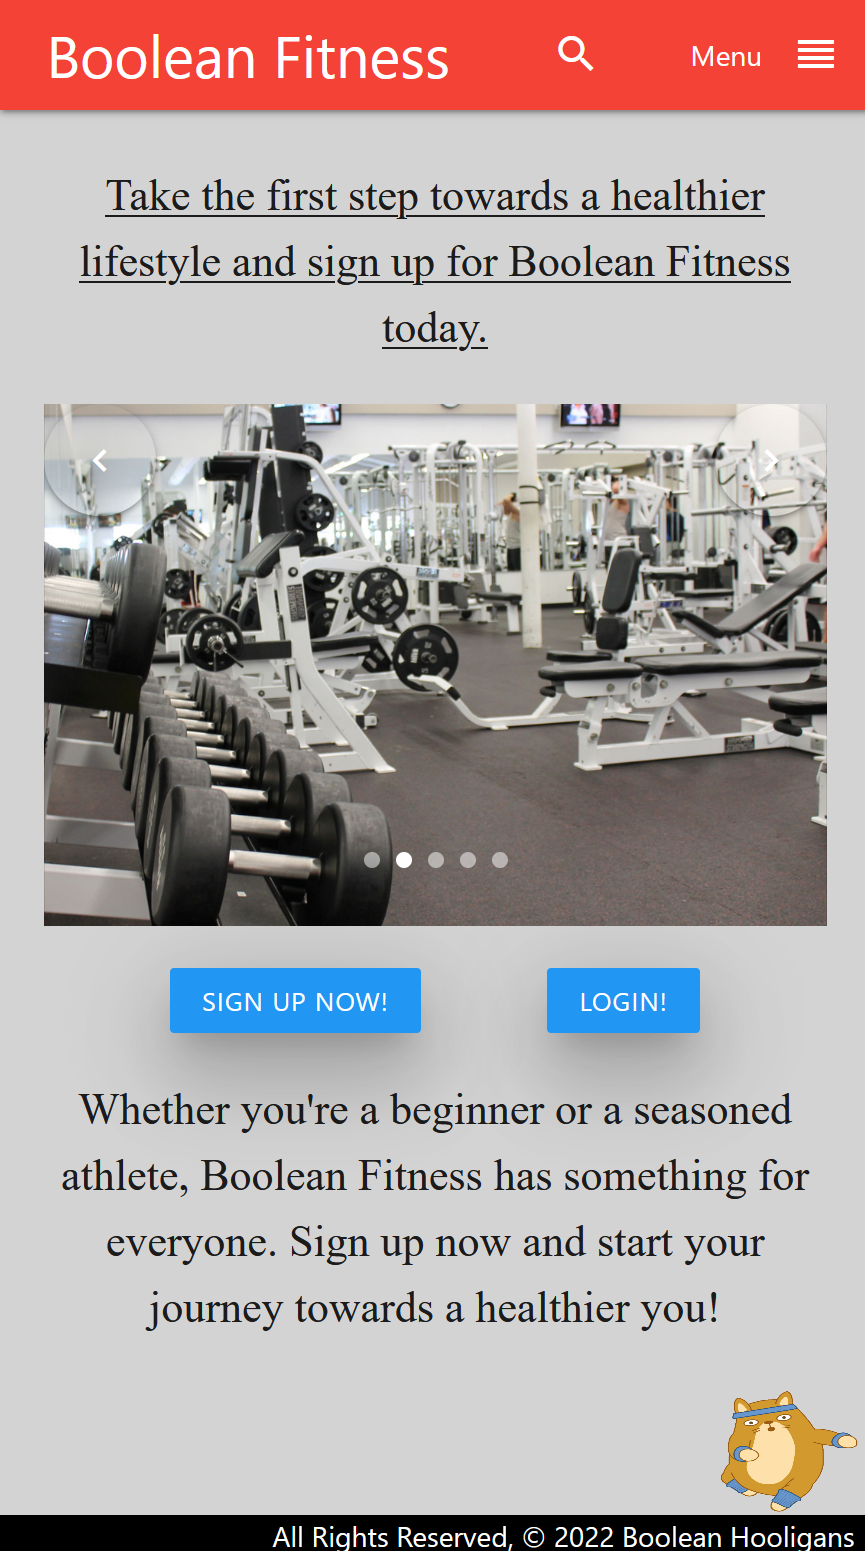 Boolean Fitness
Menu
Take the first step towards a healthier
lifestyle and sign up for Boolean Fitness
today.
SIGN UP NOW!
LOGIN!
Whether you're a beginner or a seasoned
athlete, Boolean Fitness has something for
everyone. Sign up now and start your
journey towards a healthier you!
All Rights Reserved, © 2022 Boolean Hooligans